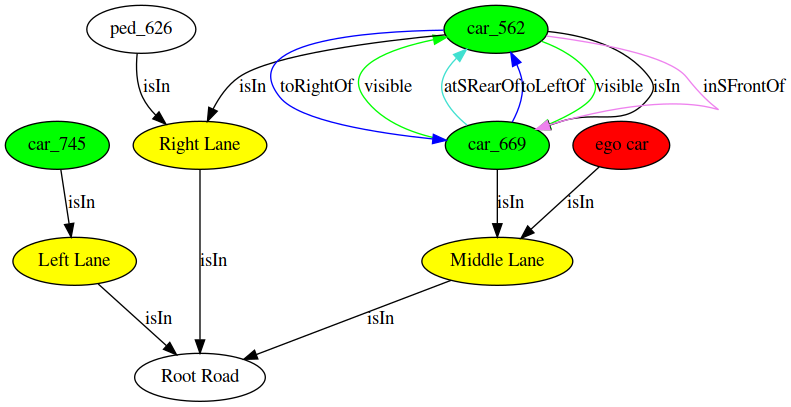 ped_626
car_562
isIn
isIn
toRightOf
visible
atSRearOf
toLeftOf
visible
isIn
inSFrontOf
car_745
Right Lane
car_669
ego car
isIn
isIn
isIn
Left Lane
isIn
Middle Lane
isIn
isIn
Root Road